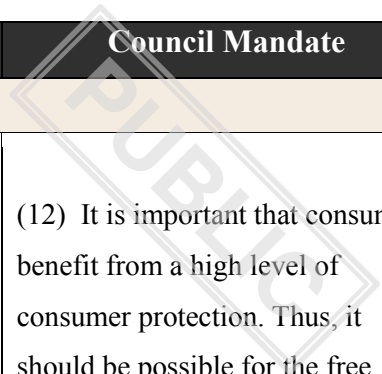 Council Mandate
PUBLIC
(12) It is important that
benefit from a high level of
consumer protection. Thus, it
should be possible for the free